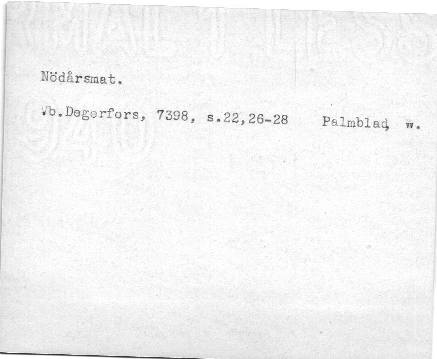 Nödårsmat.
Vb.Degerfors, 7398, s.22,26-28 Palmblad, W.